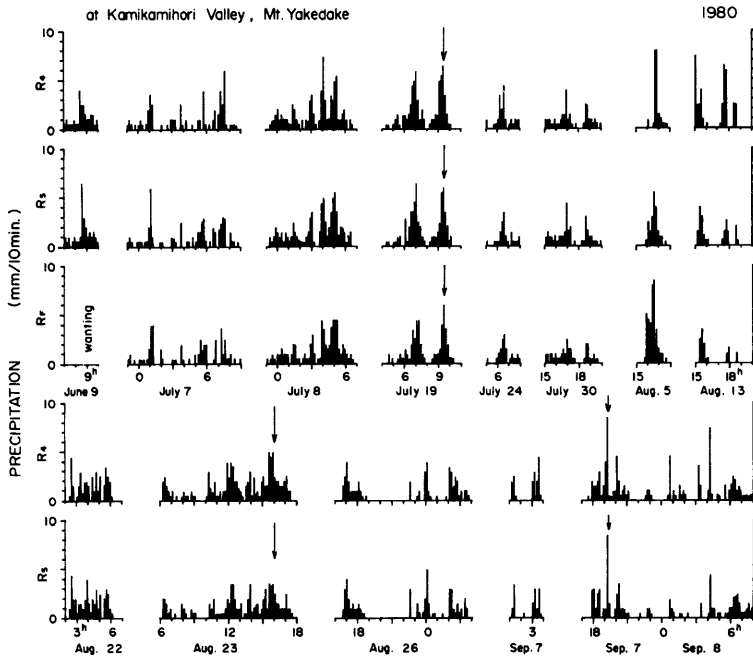 at Kamikamihori Valley, Mt. Yakedake 1980
PRECIPITATION (mm/10min.)
10
R₄
0
10
R₅
0
10
Rꜰ
wanting
0
9ʰ 0 6 0 6 6 9 6 15 18 15 15 18ʰ
June 9 July 7 July 8 July 19 July 24 July 30 Aug. 5 Aug. 13
10
R₄
0
10
R₅
0
3ʰ 6 6 12 18 18 0 3 18 0 6ʰ
Aug. 22 Aug. 23 Aug. 26 Sep. 7 Sep. 7 Sep. 8